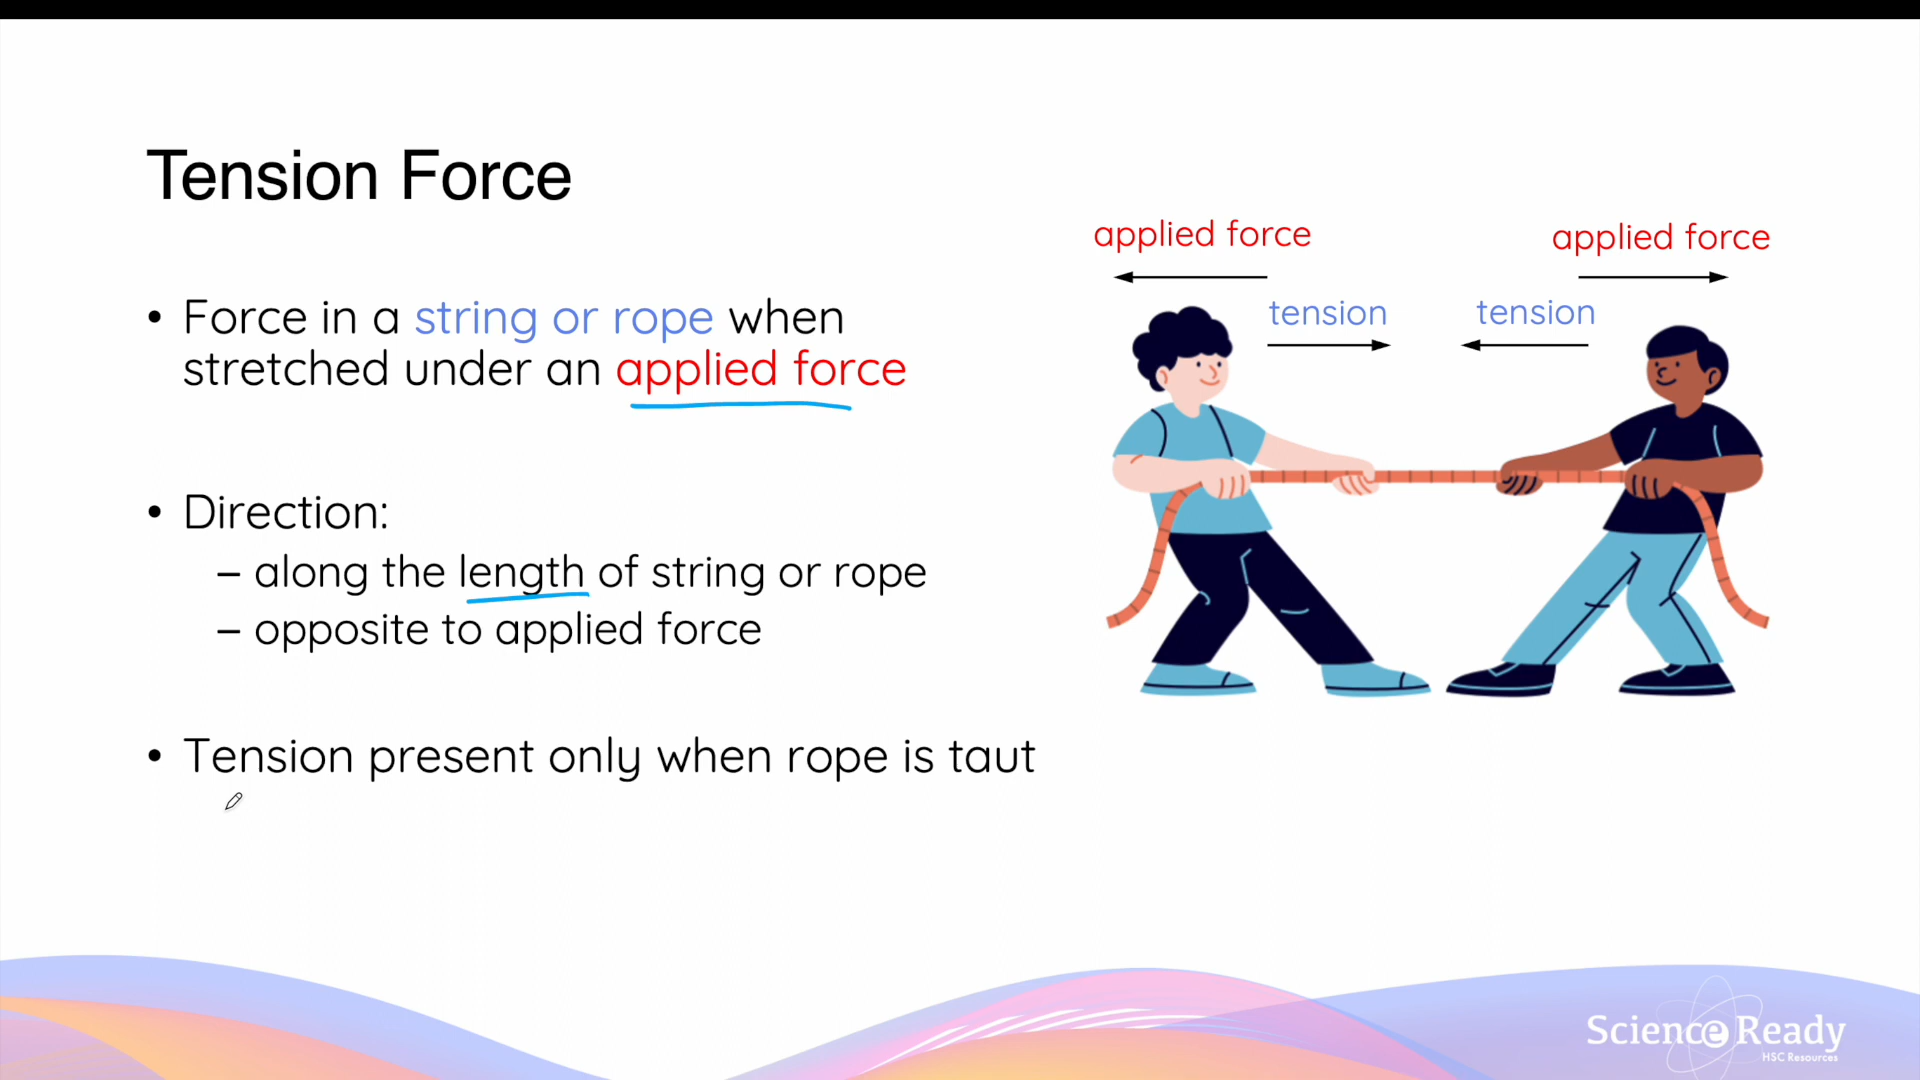 Tension Force
• Force in a string or rope when
stretched under an applied force
• Direction:
– along the length of string or rope
– opposite to applied force
• Tension present only when rope is taut
applied force
applied force
tension
tension
Science Ready
HSC Resources